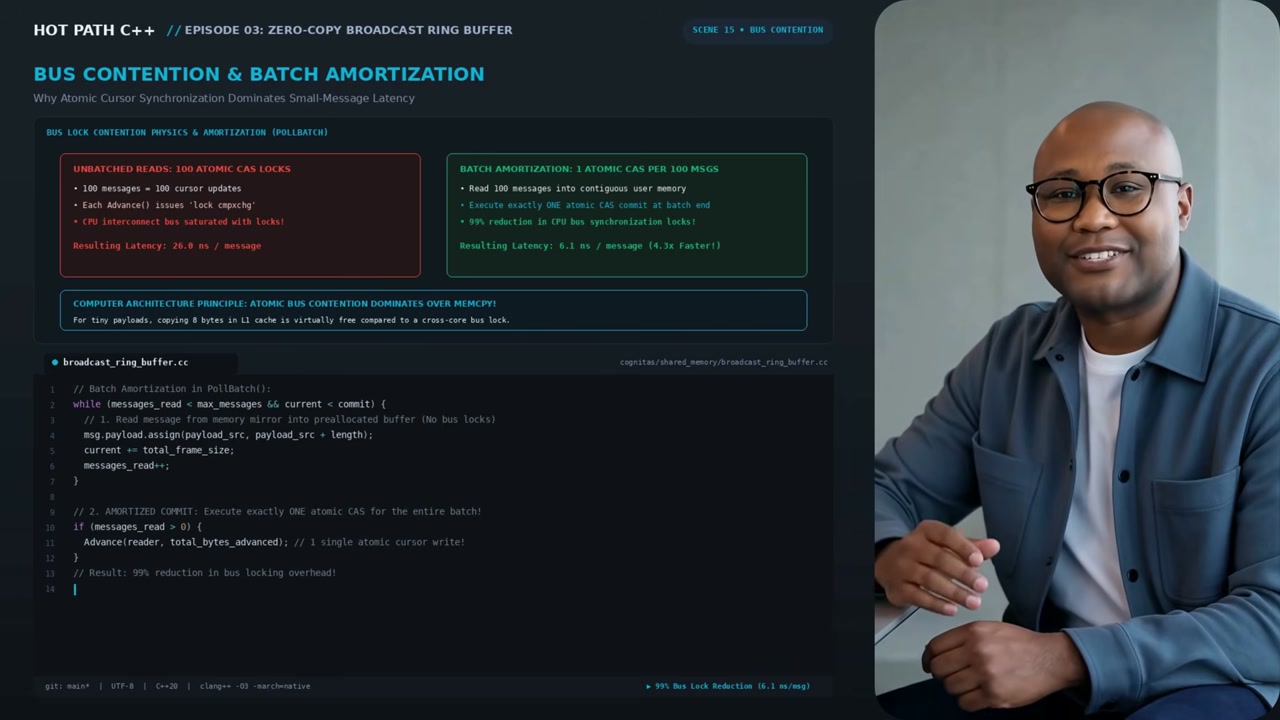 HOT PATH C++ // EPISODE 03: ZERO-COPY BROADCAST RING BUFFER
SCENE 15 • BUS CONTENTION
BUS CONTENTION & BATCH AMORTIZATION
Why Atomic Cursor Synchronization Dominates Small-Message Latency
BUS LOCK CONTENTION PHYSICS & AMORTIZATION (POLLBATCH)
UNBATCHED READS: 100 ATOMIC CAS LOCKS
• 100 messages = 100 cursor updates
• Each Advance() issues 'lock cmpxchg'
• CPU interconnect bus saturated with locks!
Resulting Latency: 26.0 ns / message
BATCH AMORTIZATION: 1 ATOMIC CAS PER 100 MSGS
• Read 100 messages into contiguous user memory
• Execute exactly ONE atomic CAS commit at batch end
• 99% reduction in CPU bus synchronization locks!
Resulting Latency: 6.1 ns / message (4.3x Faster!)
COMPUTER ARCHITECTURE PRINCIPLE: ATOMIC BUS CONTENTION DOMINATES OVER MEMCPY!
For tiny payloads, copying 8 bytes in L1 cache is virtually free compared to a cross-core bus lock.
broadcast_ring_buffer.cc
cognitas/shared_memory/broadcast_ring_buffer.cc
1 // Batch Amortization in PollBatch():
2 while (messages_read < max_messages && current < commit) {
3 // 1. Read message from memory mirror into preallocated buffer (No bus locks)
4 msg.payload.assign(payload_src, payload_src + length);
5 current += total_frame_size;
6 messages_read++;
7 }
8
9 // 2. AMORTIZED COMMIT: Execute exactly ONE atomic CAS for the entire batch!
10 if (messages_read > 0) {
11 Advance(reader, total_bytes_advanced); // 1 single atomic cursor write!
12 }
13 // Result: 99% reduction in bus locking overhead!
14
git: main* | UTF-8 | C++20 | clang++ -O3 -march=native
▶ 99% Bus Lock Reduction (6.1 ns/msg)